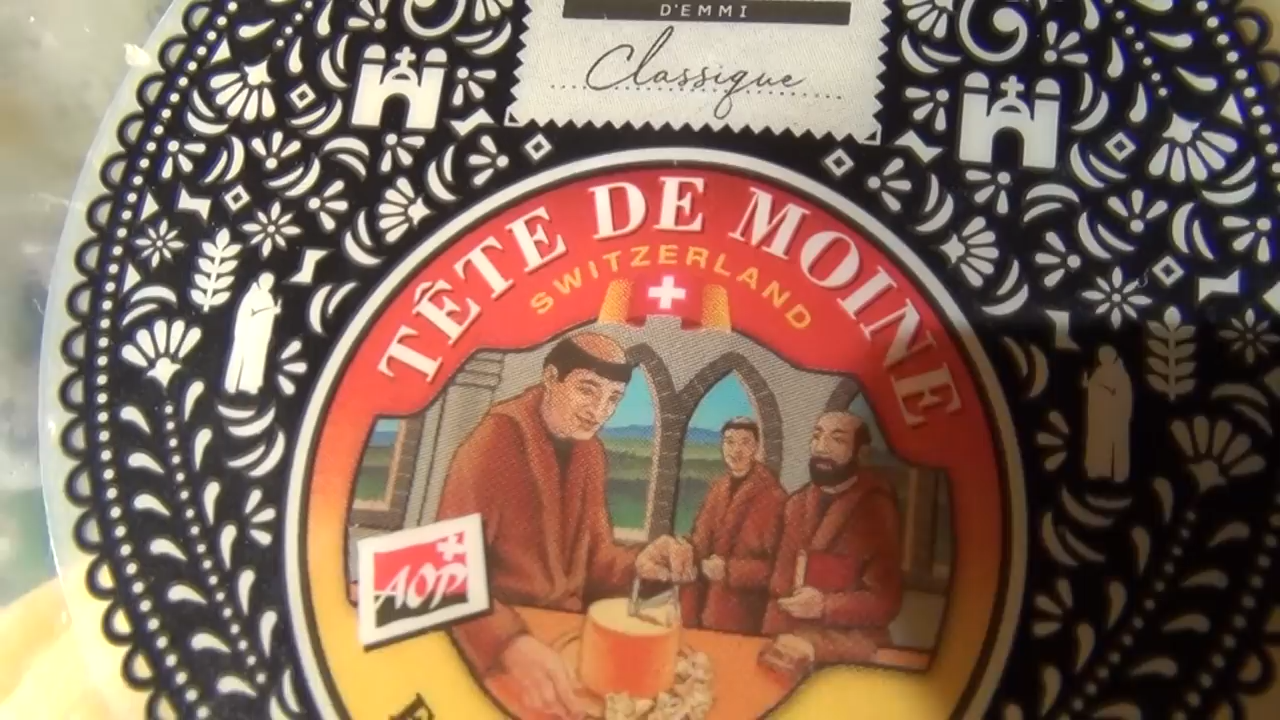 D'EMMI
Classique
TÊTE DE MOINE
SWITZERLAND
AOP